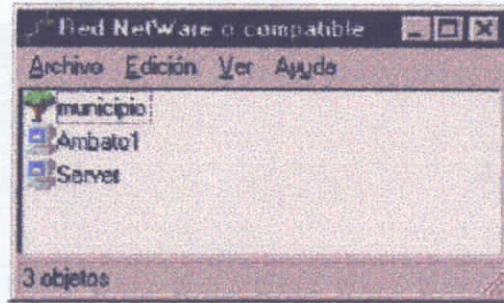 Red NetWare o compatible
Archivo Edición Ver Ayuda
municipio
Ambato1
Server
3 objetos